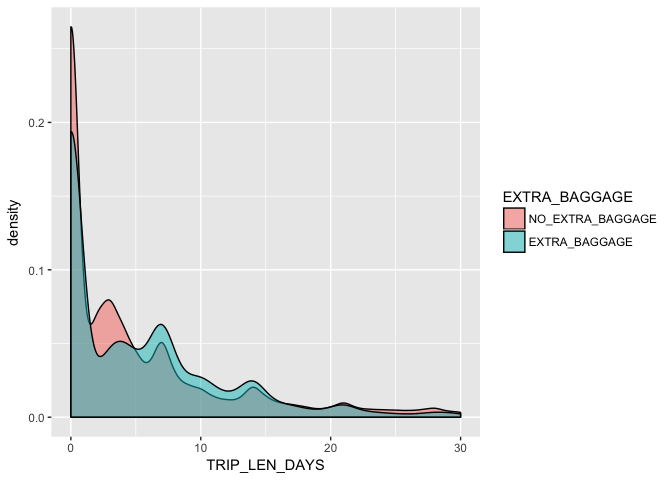 0.2
0.1
0.0
density
0
10
20
30
TRIP_LEN_DAYS
EXTRA_BAGGAGE
NO_EXTRA_BAGGAGE
EXTRA_BAGGAGE